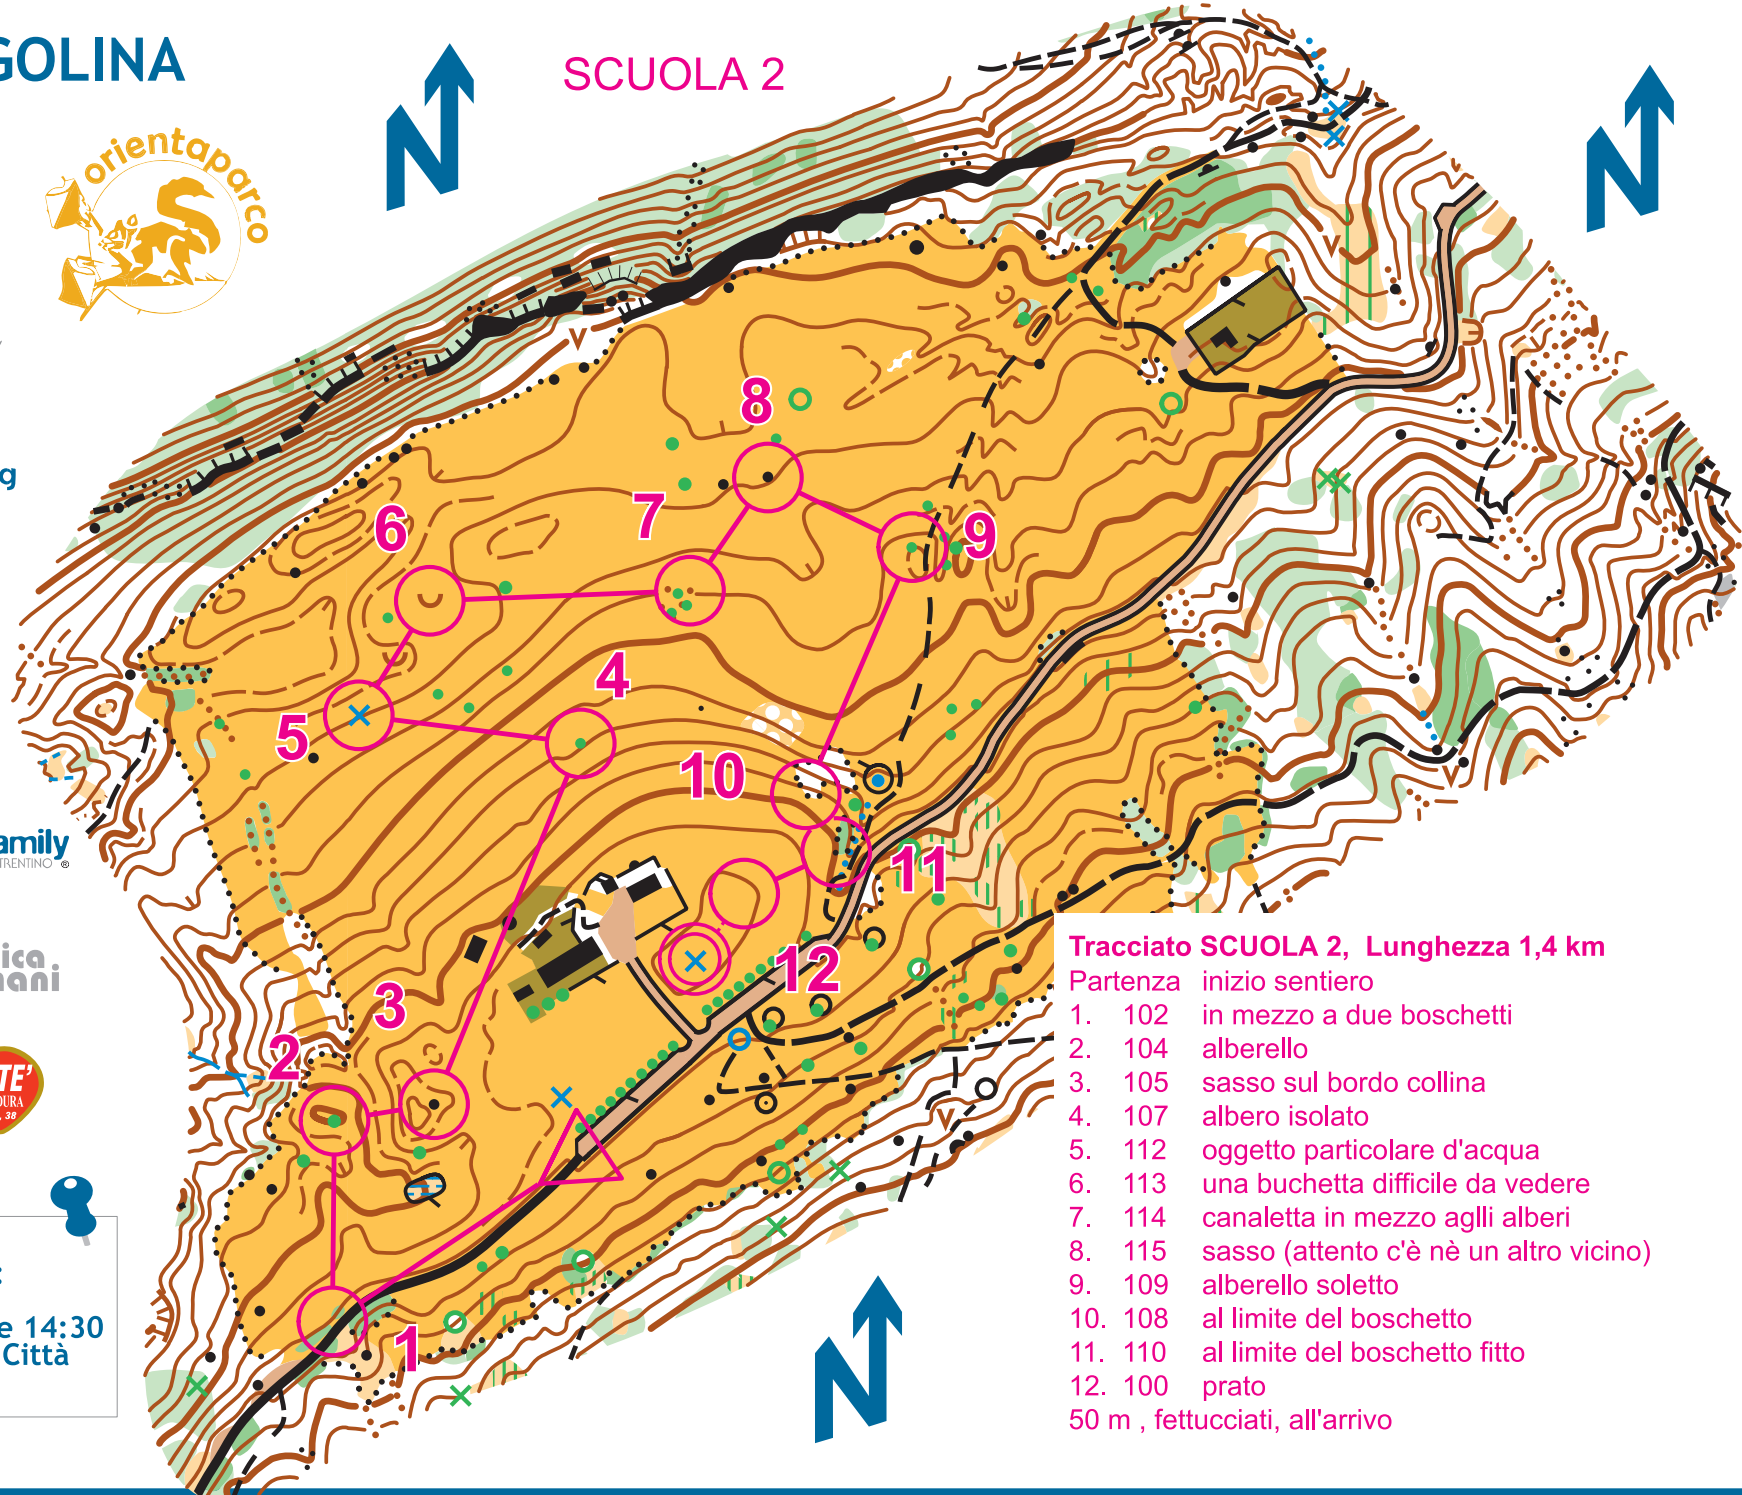 GOLINA
SCUOLA 2
N
N
orientaparco
8
g
6
7
9
4
5
10
amily
TRENTINO ®
11
ica
nani
12
3
2
TE'
DURA
, 38
:
e 14:30
Città
1
N
Tracciato SCUOLA 2, Lunghezza 1,4 km
Partenza inizio sentiero
1. 102 in mezzo a due boschetti
2. 104 alberello
3. 105 sasso sul bordo collina
4. 107 albero isolato
5. 112 oggetto particolare d'acqua
6. 113 una buchetta difficile da vedere
7. 114 canaletta in mezzo aglli alberi
8. 115 sasso (attento c'è nè un altro vicino)
9. 109 alberello soletto
10. 108 al limite del boschetto
11. 110 al limite del boschetto fitto
12. 100 prato
50 m , fettucciati, all'arrivo